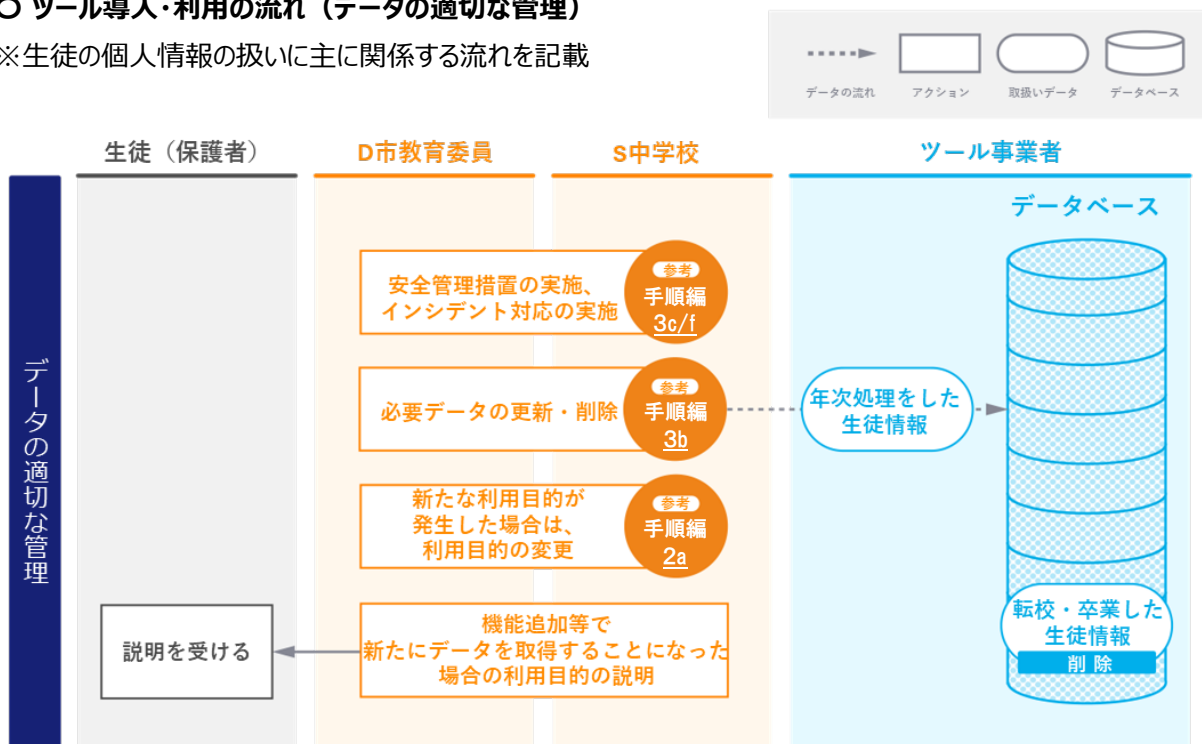 ○ ツール導入・利用の流れ（データの適切な管理）
※生徒の個人情報の扱いに主に関係する流れを記載
データの流れ
アクション
取扱いデータ
データベース
生徒（保護者）
D市教育委員
S中学校
ツール事業者
データの適切な管理
データベース
安全管理措置の実施、
インシデント対応の実施
参考
手順編
3c/f
必要データの更新・削除
参考
手順編
3b
年次処理をした
生徒情報
新たな利用目的が
発生した場合は、
利用目的の変更
参考
手順編
2a
説明を受ける
機能追加等で
新たにデータを取得することになった
場合の利用目的の説明
転校・卒業した
生徒情報
削除